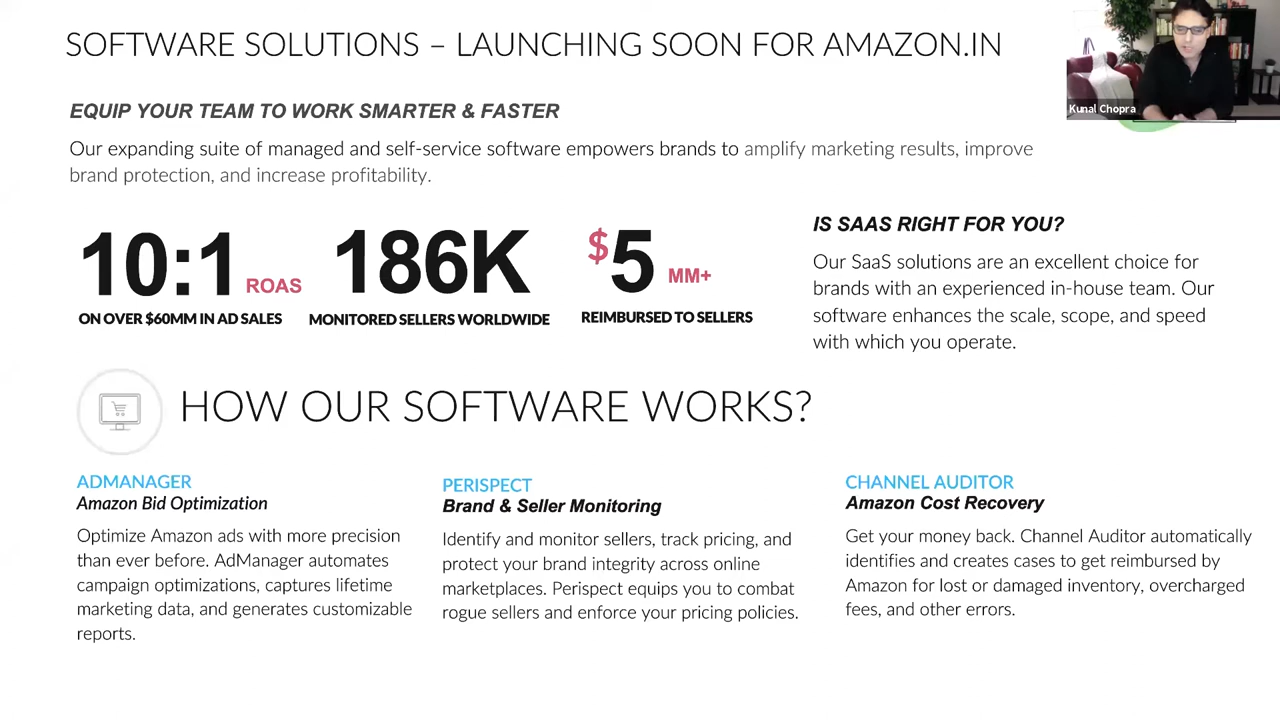 SOFTWARE SOLUTIONS – LAUNCHING SOON FOR AMAZON.IN
Kunal Chopra
EQUIP YOUR TEAM TO WORK SMARTER & FASTER
Our expanding suite of managed and self-service software empowers brands to amplify marketing results, improve
brand protection, and increase profitability.
10:1 ROAS
ON OVER $60MM IN AD SALES
186K
MONITORED SELLERS WORLDWIDE
$5 MM+
REIMBURSED TO SELLERS
IS SAAS RIGHT FOR YOU?
Our SaaS solutions are an excellent choice for
brands with an experienced in-house team. Our
software enhances the scale, scope, and speed
with which you operate.
HOW OUR SOFTWARE WORKS?
ADMANAGER
Amazon Bid Optimization
Optimize Amazon ads with more precision
than ever before. AdManager automates
campaign optimizations, captures lifetime
marketing data, and generates customizable
reports.
PERISPECT
Brand & Seller Monitoring
Identify and monitor sellers, track pricing, and
protect your brand integrity across online
marketplaces. Perispect equips you to combat
rogue sellers and enforce your pricing policies.
CHANNEL AUDITOR
Amazon Cost Recovery
Get your money back. Channel Auditor automatically
identifies and creates cases to get reimbursed by
Amazon for lost or damaged inventory, overcharged
fees, and other errors.